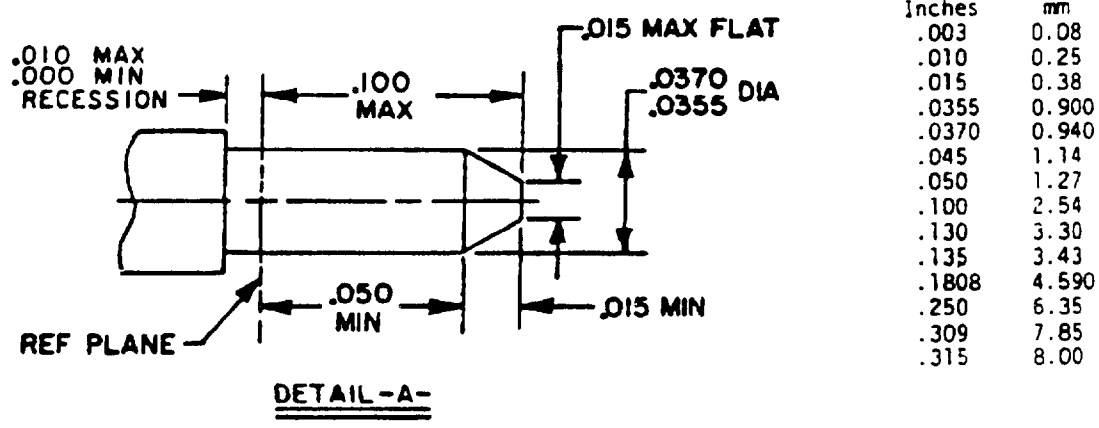 .010 MAX
.000 MIN
RECESSION
.100
MAX
.015 MAX FLAT
.0370
.0355 DIA
.050
MIN
.015 MIN
REF PLANE
DETAIL-A-
Inches mm
.003 0.08
.010 0.25
.015 0.38
.0355 0.900
.0370 0.940
.045 1.14
.050 1.27
.100 2.54
.130 3.30
.135 3.43
.1808 4.590
.250 6.35
.309 7.85
.315 8.00